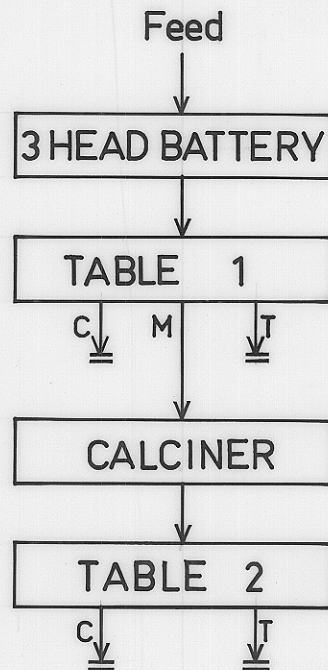 Feed
3 HEAD BATTERY
TABLE 1
C M T
CALCINER
TABLE 2
C T